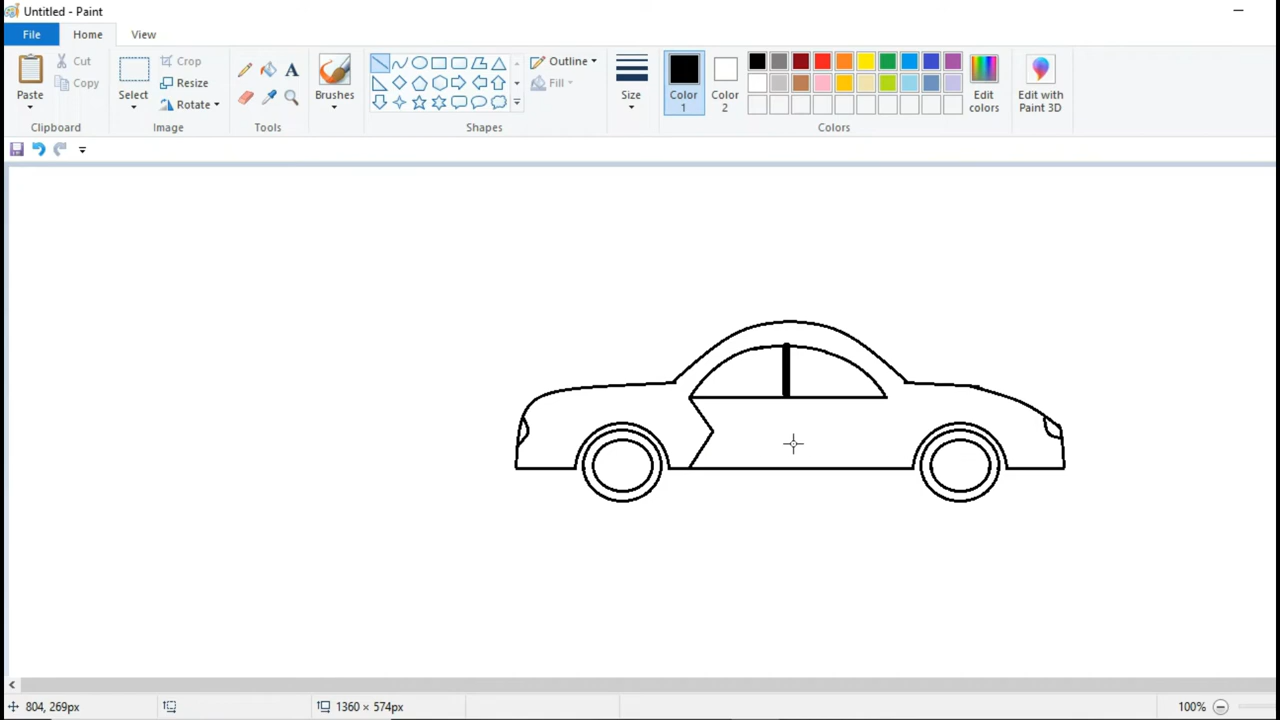 Untitled - Paint
File Home View
Paste
Cut
Copy
Clipboard
Select
Crop
Resize
Rotate
Image
Tools
Brushes
Shapes
Outline
Fill
Size
Color 1
Color 2
Edit colors
Colors
Edit with Paint 3D
804, 269px
1360 × 574px
100%